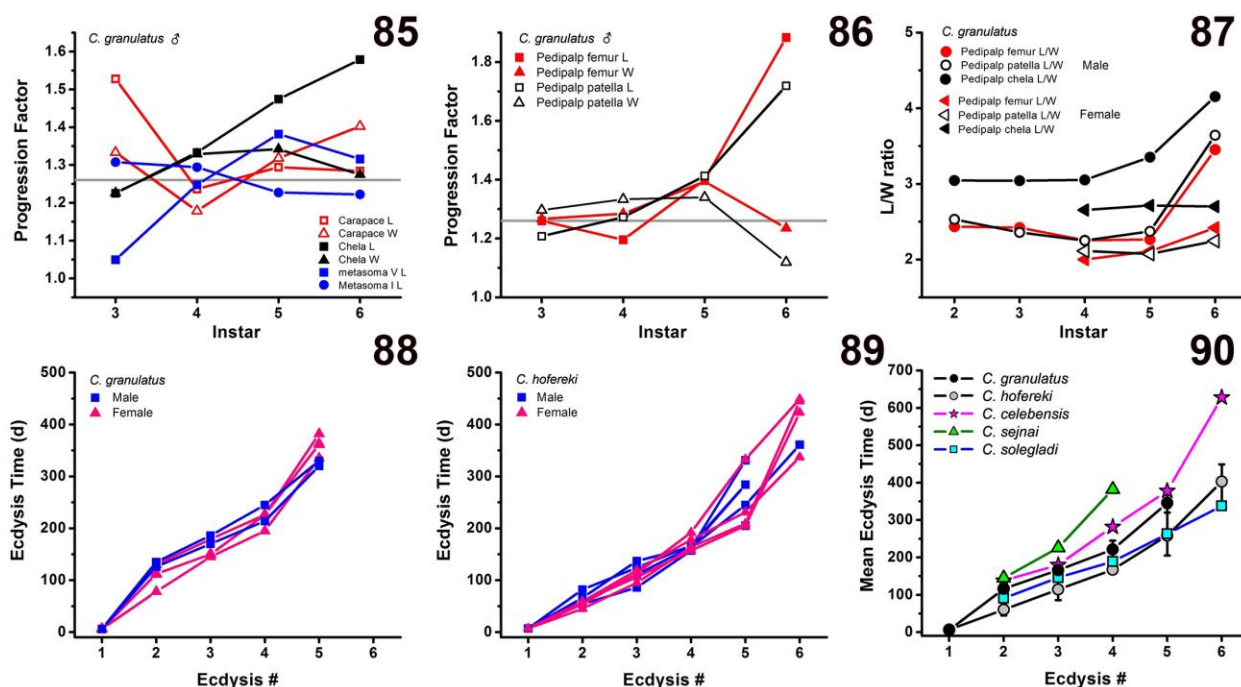 85
C. granulatus ♂
Progression Factor
1.6
1.5
1.4
1.3
1.2
1.1
1.0
Carapace L
Carapace W
Chela L
Chela W
metasoma V L
Metasoma I L
3 4 5 6
Instar
86
C. granulatus ♂
Pedipalp femur L
Pedipalp femur W
Pedipalp patella L
Pedipalp patella W
Progression Factor
1.8
1.6
1.4
1.2
1.0
3 4 5 6
Instar
87
C. granulatus
Pedipalp femur L/W
Pedipalp patella L/W Male
Pedipalp chela L/W
Pedipalp femur L/W
Pedipalp patella L/W Female
Pedipalp chela L/W
L/W ratio
5
4
3
2
2 3 4 5 6
Instar
88
C. granulatus
Male
Female
Ecdysis Time (d)
500
400
300
200
100
0
1 2 3 4 5 6
Ecdysis #
89
C. hofereki
Male
Female
Ecdysis Time (d)
500
400
300
200
100
0
1 2 3 4 5 6
Ecdysis #
90
C. granulatus
C. hofereki
C. celebensis
C. sejnai
C. solegladi
Mean Ecdysis Time (d)
700
600
500
400
300
200
100
0
1 2 3 4 5 6
Ecdysis #